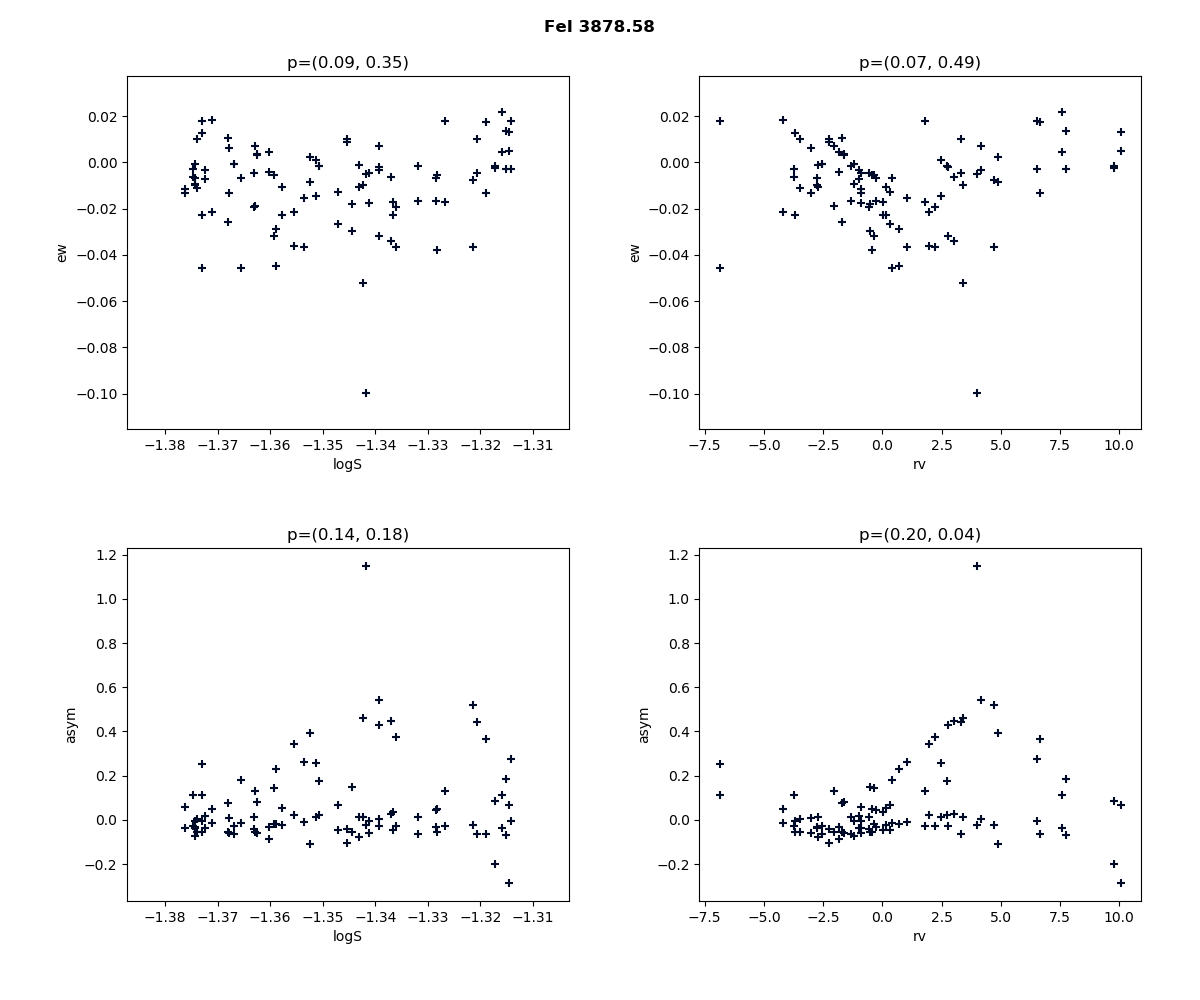 FeI 3878.58
p=(0.09, 0.35)
p=(0.07, 0.49)
0.02
0.00
−0.02
−0.04
−0.06
−0.08
−0.10
ew
−1.38 −1.37 −1.36 −1.35 −1.34 −1.33 −1.32 −1.31
logS
0.02
0.00
−0.02
−0.04
−0.06
−0.08
−0.10
ew
−7.5 −5.0 −2.5 0.0 2.5 5.0 7.5 10.0
rv
p=(0.14, 0.18)
p=(0.20, 0.04)
1.2
1.0
0.8
0.6
0.4
0.2
0.0
−0.2
asym
−1.38 −1.37 −1.36 −1.35 −1.34 −1.33 −1.32 −1.31
logS
1.2
1.0
0.8
0.6
0.4
0.2
0.0
−0.2
asym
−7.5 −5.0 −2.5 0.0 2.5 5.0 7.5 10.0
rv